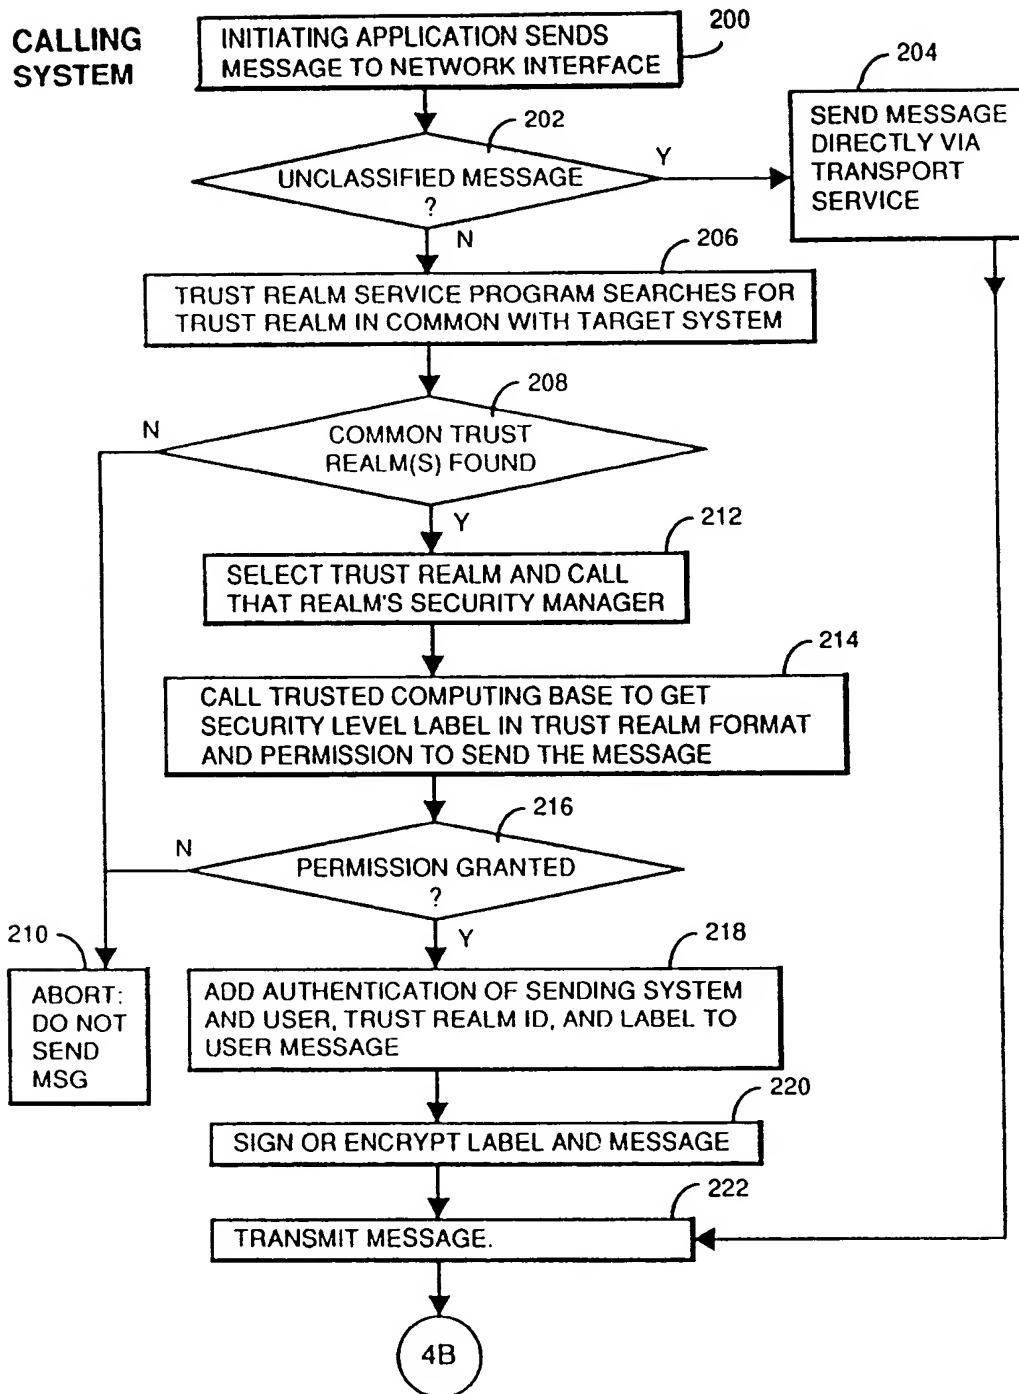 CALLING
SYSTEM
INITIATING APPLICATION SENDS
MESSAGE TO NETWORK INTERFACE
200
202
UNCLASSIFIED MESSAGE
?
Y
N
204
SEND MESSAGE
DIRECTLY VIA
TRANSPORT
SERVICE
206
TRUST REALM SERVICE PROGRAM SEARCHES FOR
TRUST REALM IN COMMON WITH TARGET SYSTEM
208
COMMON TRUST
REALM(S) FOUND
N
Y
212
SELECT TRUST REALM AND CALL
THAT REALM'S SECURITY MANAGER
214
CALL TRUSTED COMPUTING BASE TO GET
SECURITY LEVEL LABEL IN TRUST REALM FORMAT
AND PERMISSION TO SEND THE MESSAGE
216
PERMISSION GRANTED
?
N
Y
210
ABORT:
DO NOT
SEND
MSG
218
ADD AUTHENTICATION OF SENDING SYSTEM
AND USER, TRUST REALM ID, AND LABEL TO
USER MESSAGE
220
SIGN OR ENCRYPT LABEL AND MESSAGE
222
TRANSMIT MESSAGE.
4B